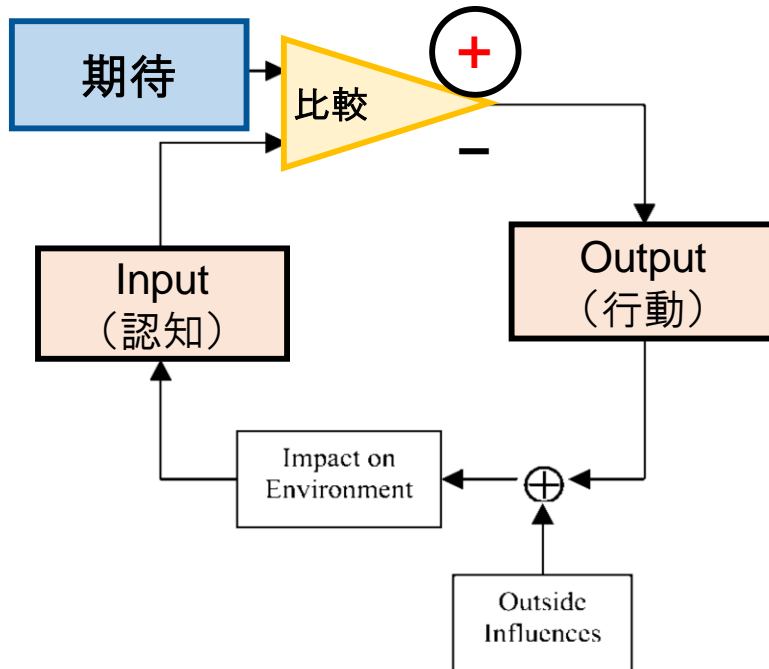 期待
比較
+
−
Input
（認知）
Output
（行動）
Impact on
Environment
Outside
Influences